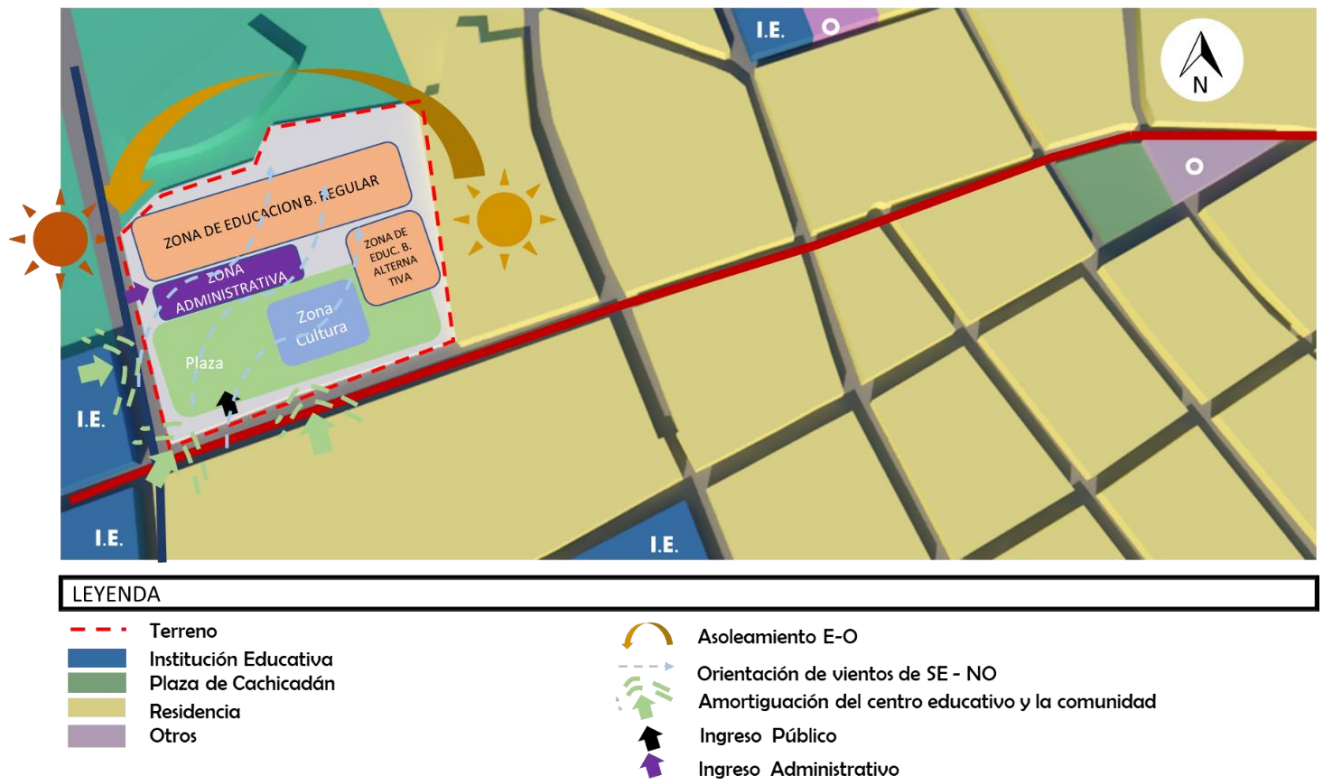 I.E.
O
N
O
ZONA DE EDUCACION B. REGULAR
ZONA DE
EDUC. B.
ALTERNA
TIVA
ZONA
ADMINISTRATIVA
Zona
Cultura
Plaza
I.E.
I.E.
I.E.
LEYENDA
Terreno
Institución Educativa
Plaza de Cachicadán
Residencia
Otros
Asoleamiento E-O
Orientación de vientos de SE - NO
Amortiguación del centro educativo y la comunidad
Ingreso Público
Ingreso Administrativo